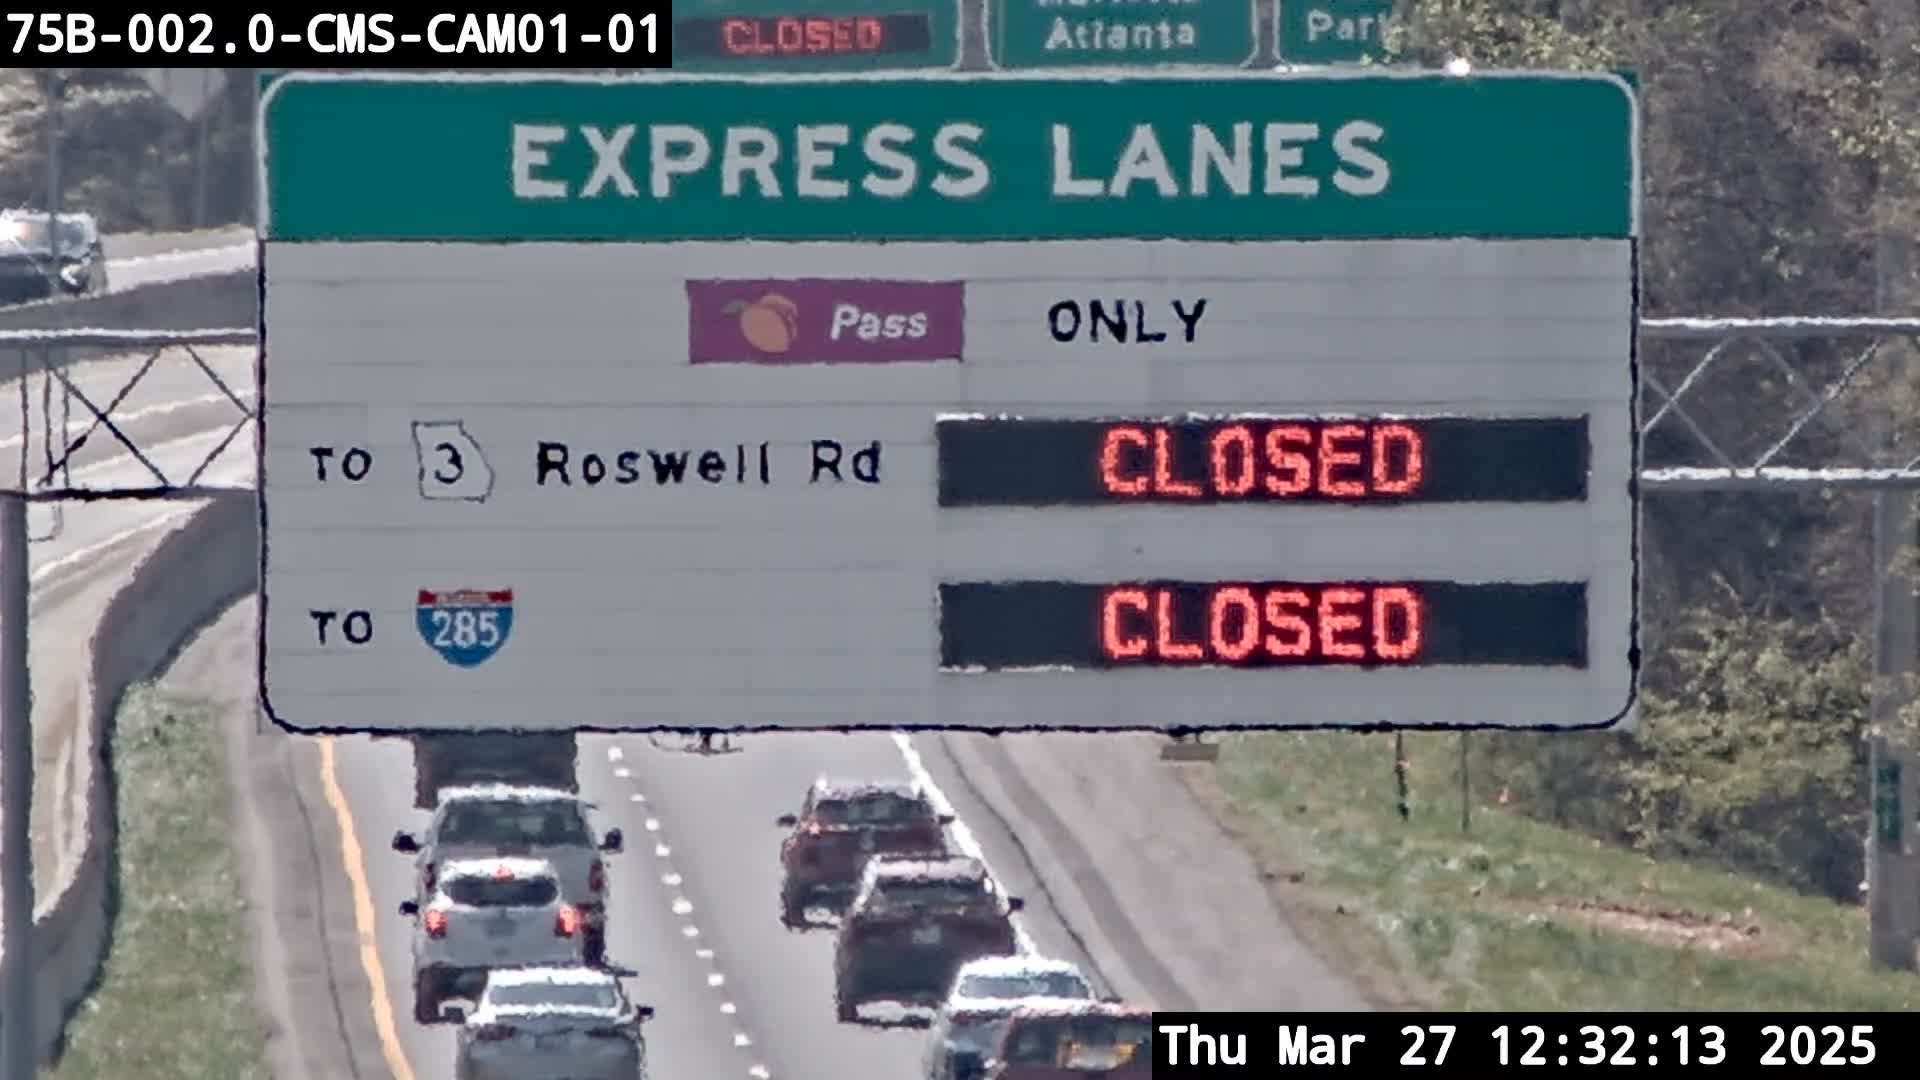 75B-002.0-CMS-CAM01-01
CLOSED
Atlanta
Park
EXPRESS LANES
Pass ONLY
TO 3 Roswell Rd CLOSED
TO 285 CLOSED
Thu Mar 27 12:32:13 2025